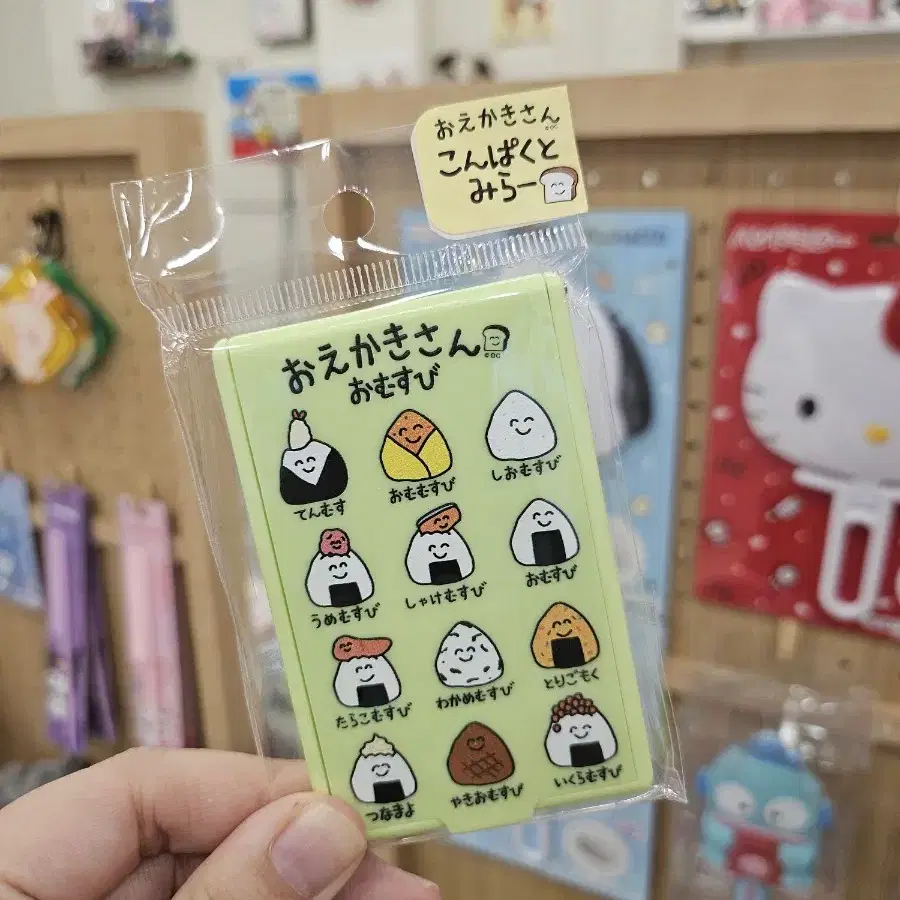 おえかきさん
©DC
こんぱくと
みらー
おえかきさん
©DC
おむすび
てんむす
おむむすび
しおむすび
うめむすび
しゃけむすび
おむすび
たらこむすび
わかめむすび
とりごもく
つなまよ
やきおむすび
いくらむすび